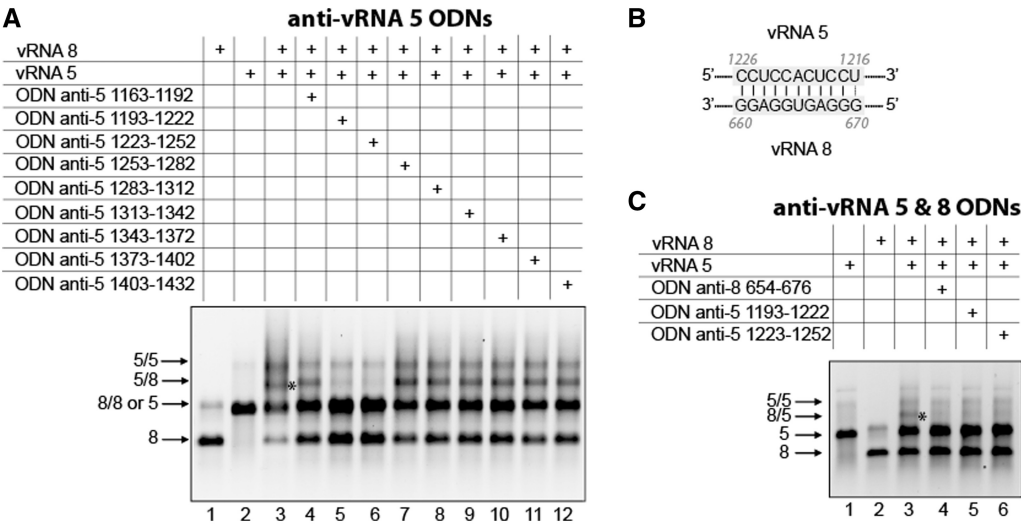 A
anti-vRNA 5 ODNs
vRNA 8 + + + + + + + + + + +
vRNA 5 + + + + + + + + + + +
ODN anti-5 1163-1192 +
ODN anti-5 1193-1222 +
ODN anti-5 1223-1252 +
ODN anti-5 1253-1282 +
ODN anti-5 1283-1312 +
ODN anti-5 1313-1342 +
ODN anti-5 1343-1372 +
ODN anti-5 1373-1402 +
ODN anti-5 1403-1432 +
5/5
5/8 *
8/8 or 5
8
1 2 3 4 5 6 7 8 9 10 11 12
B
vRNA 5
1226 1216
5' CCUCCACUCCU 3'
3' GGAGGUGAGGG 5'
660 670
vRNA 8
C
anti-vRNA 5 & 8 ODNs
vRNA 8 + + + + +
vRNA 5 + + + + +
ODN anti-8 654-676 +
ODN anti-5 1193-1222 +
ODN anti-5 1223-1252 +
5/5
8/5 *
5
8
1 2 3 4 5 6